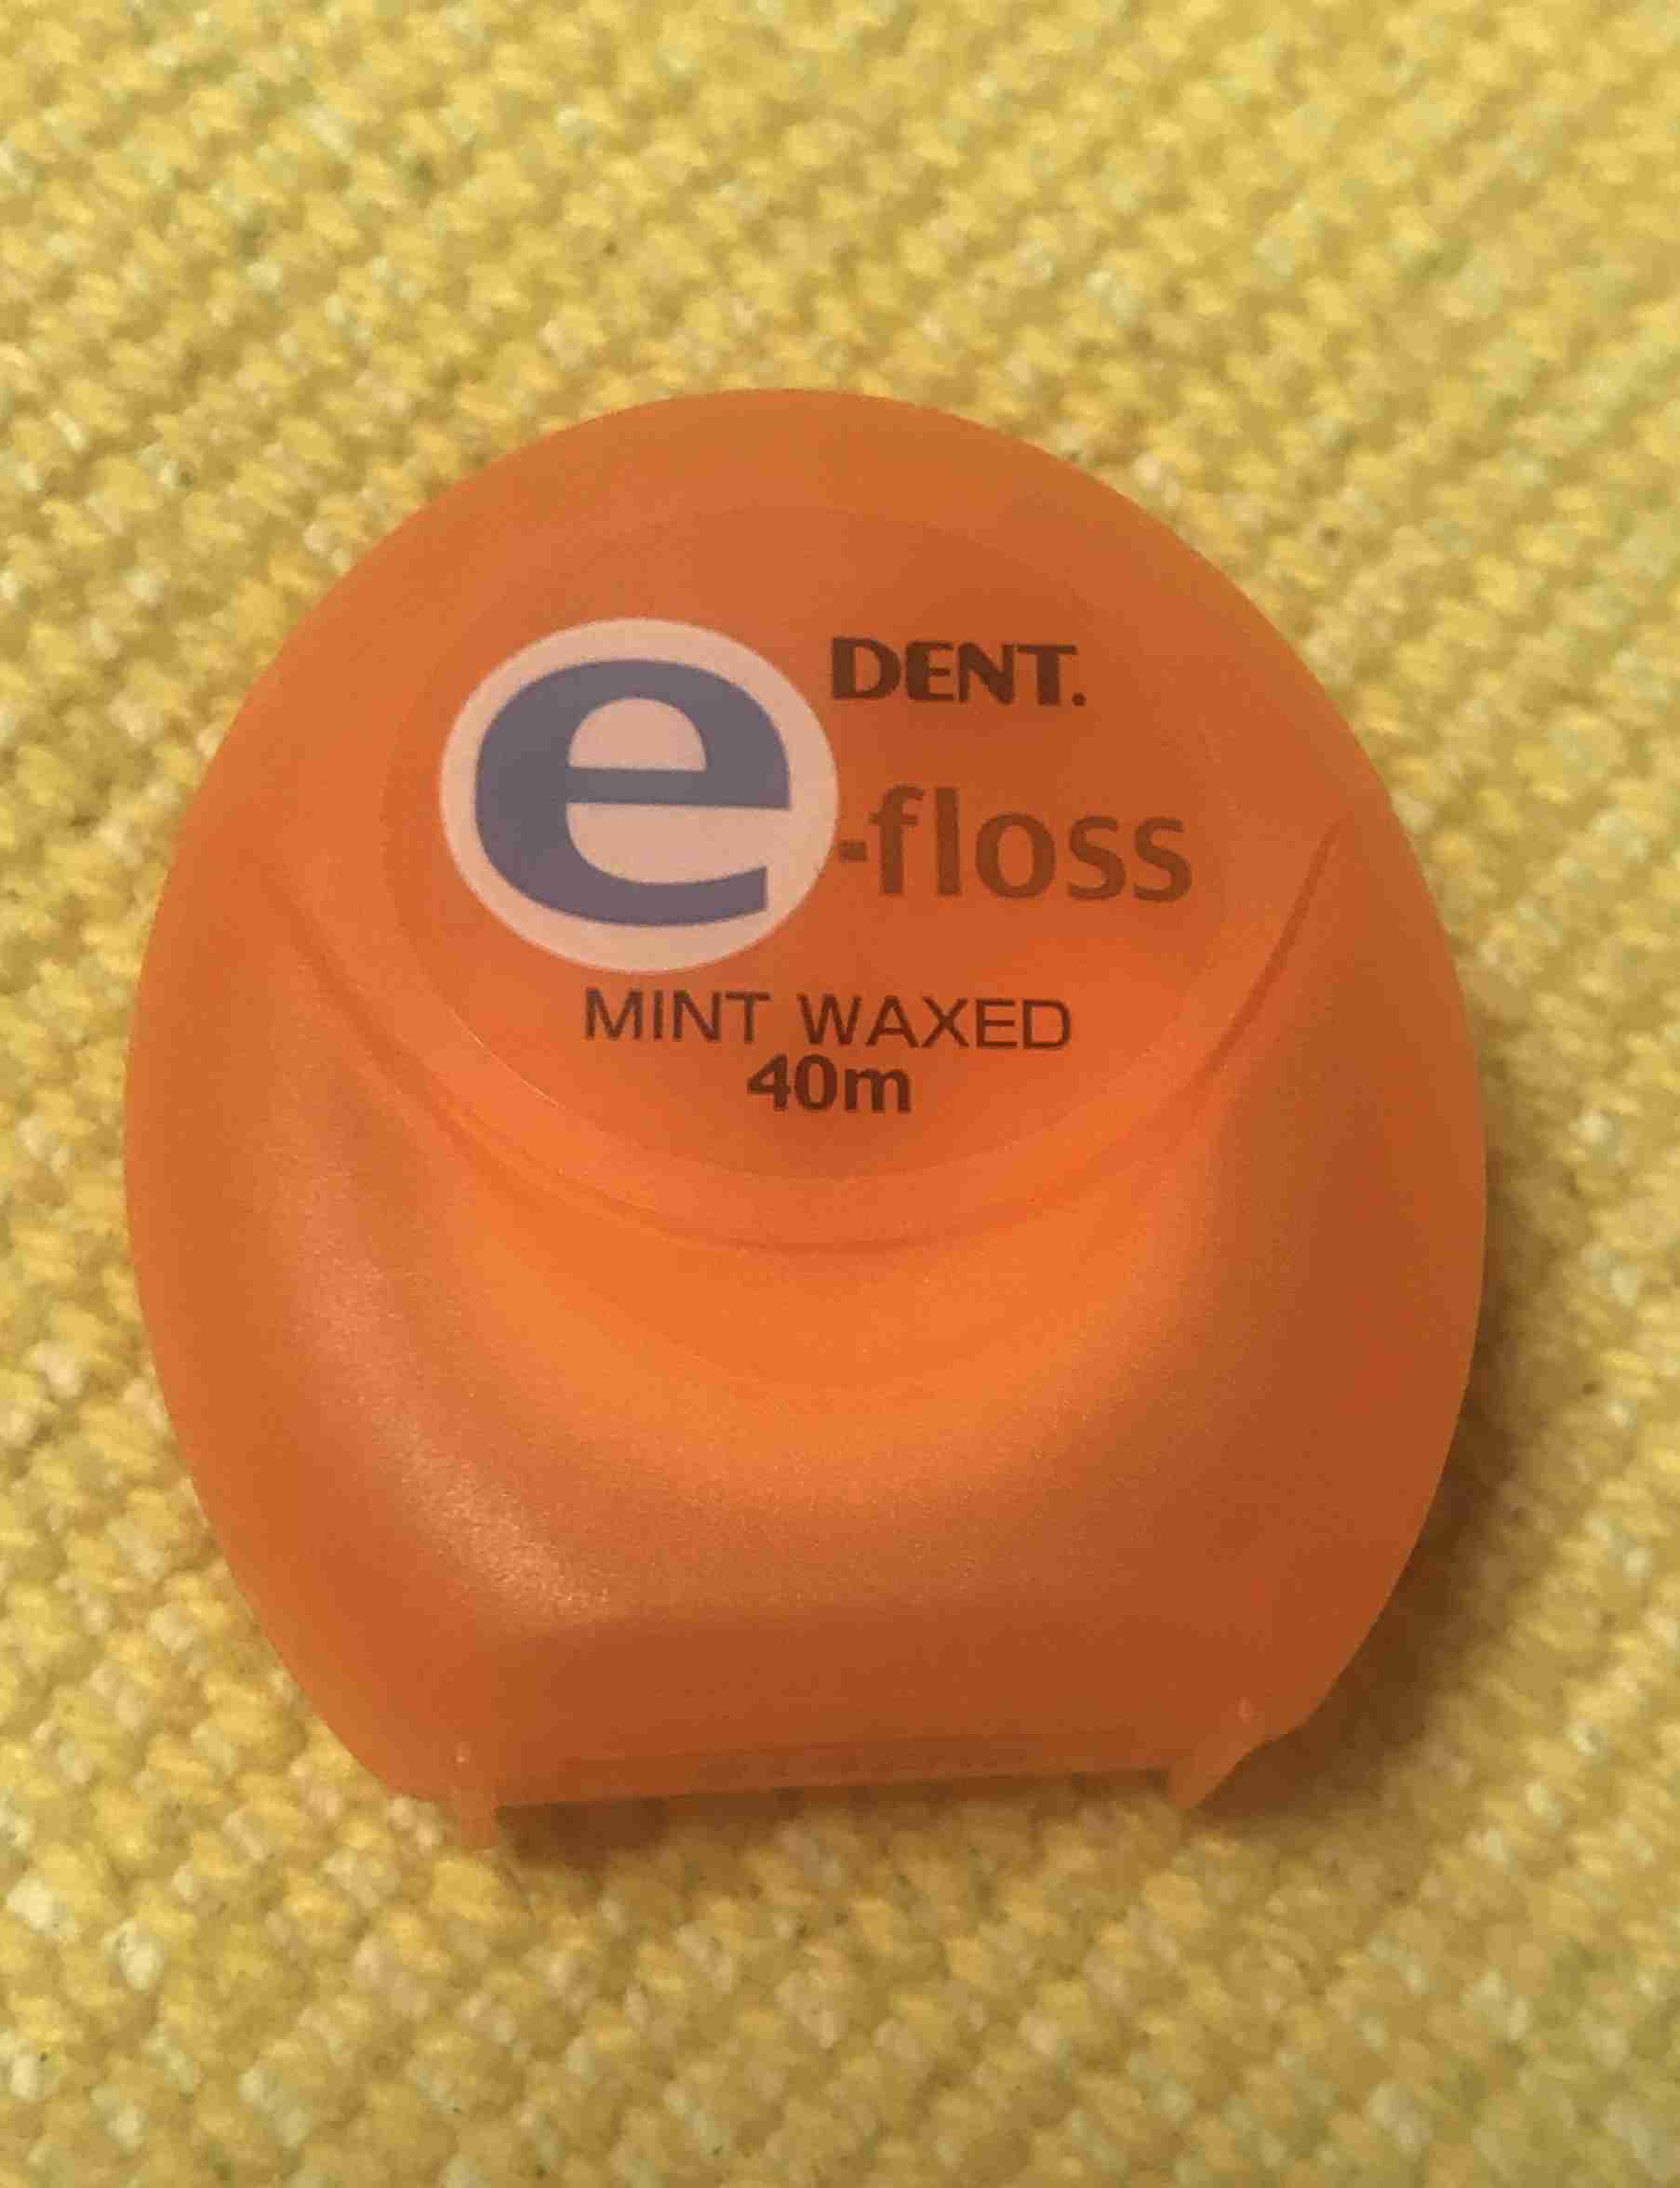 DENT.
e-floss
MINT WAXED
40m